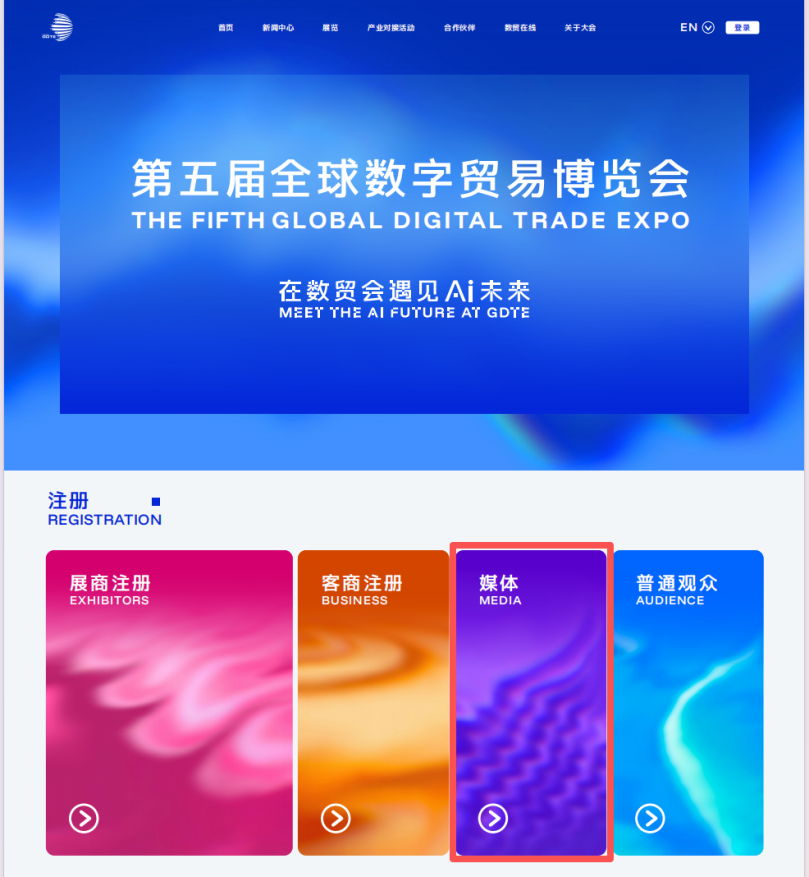 GDTE
首页 新闻中心 展览 产业对接活动 合作伙伴 数贸在线 关于大会 EN 登录
第五届全球数字贸易博览会
THE FIFTH GLOBAL DIGITAL TRADE EXPO
在数贸会遇见Ai未来
MEET THE AI FUTURE AT GDTE
注册
REGISTRATION
展商注册
EXHIBITORS
客商注册
BUSINESS
媒体
MEDIA
普通观众
AUDIENCE